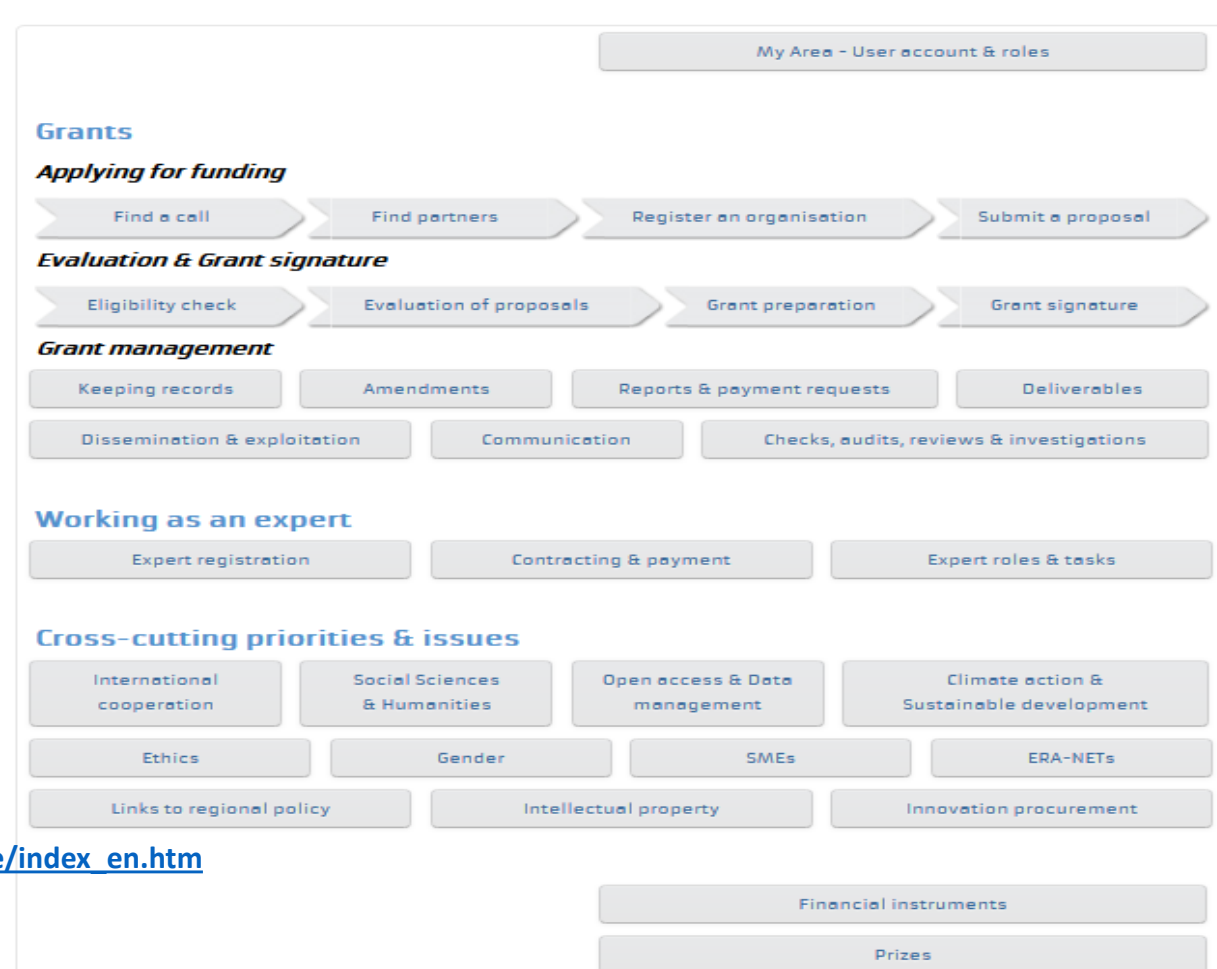 My Area - User account & roles
Grants
Applying for funding
Find a call Find partners Register an organisation Submit a proposal
Evaluation & Grant signature
Eligibility check Evaluation of proposals Grant preparation Grant signature
Grant management
Keeping records Amendments Reports & payment requests Deliverables
Dissemination & exploitation Communication Checks, audits, reviews & investigations
Working as an expert
Expert registration Contracting & payment Expert roles & tasks
Cross-cutting priorities & issues
International Social Sciences Open access & Data Climate action &
cooperation & Humanities management Sustainable development
Ethics Gender SMEs ERA-NETs
Links to regional policy Intellectual property Innovation procurement
e/index_en.htm
Financial instruments
Prizes